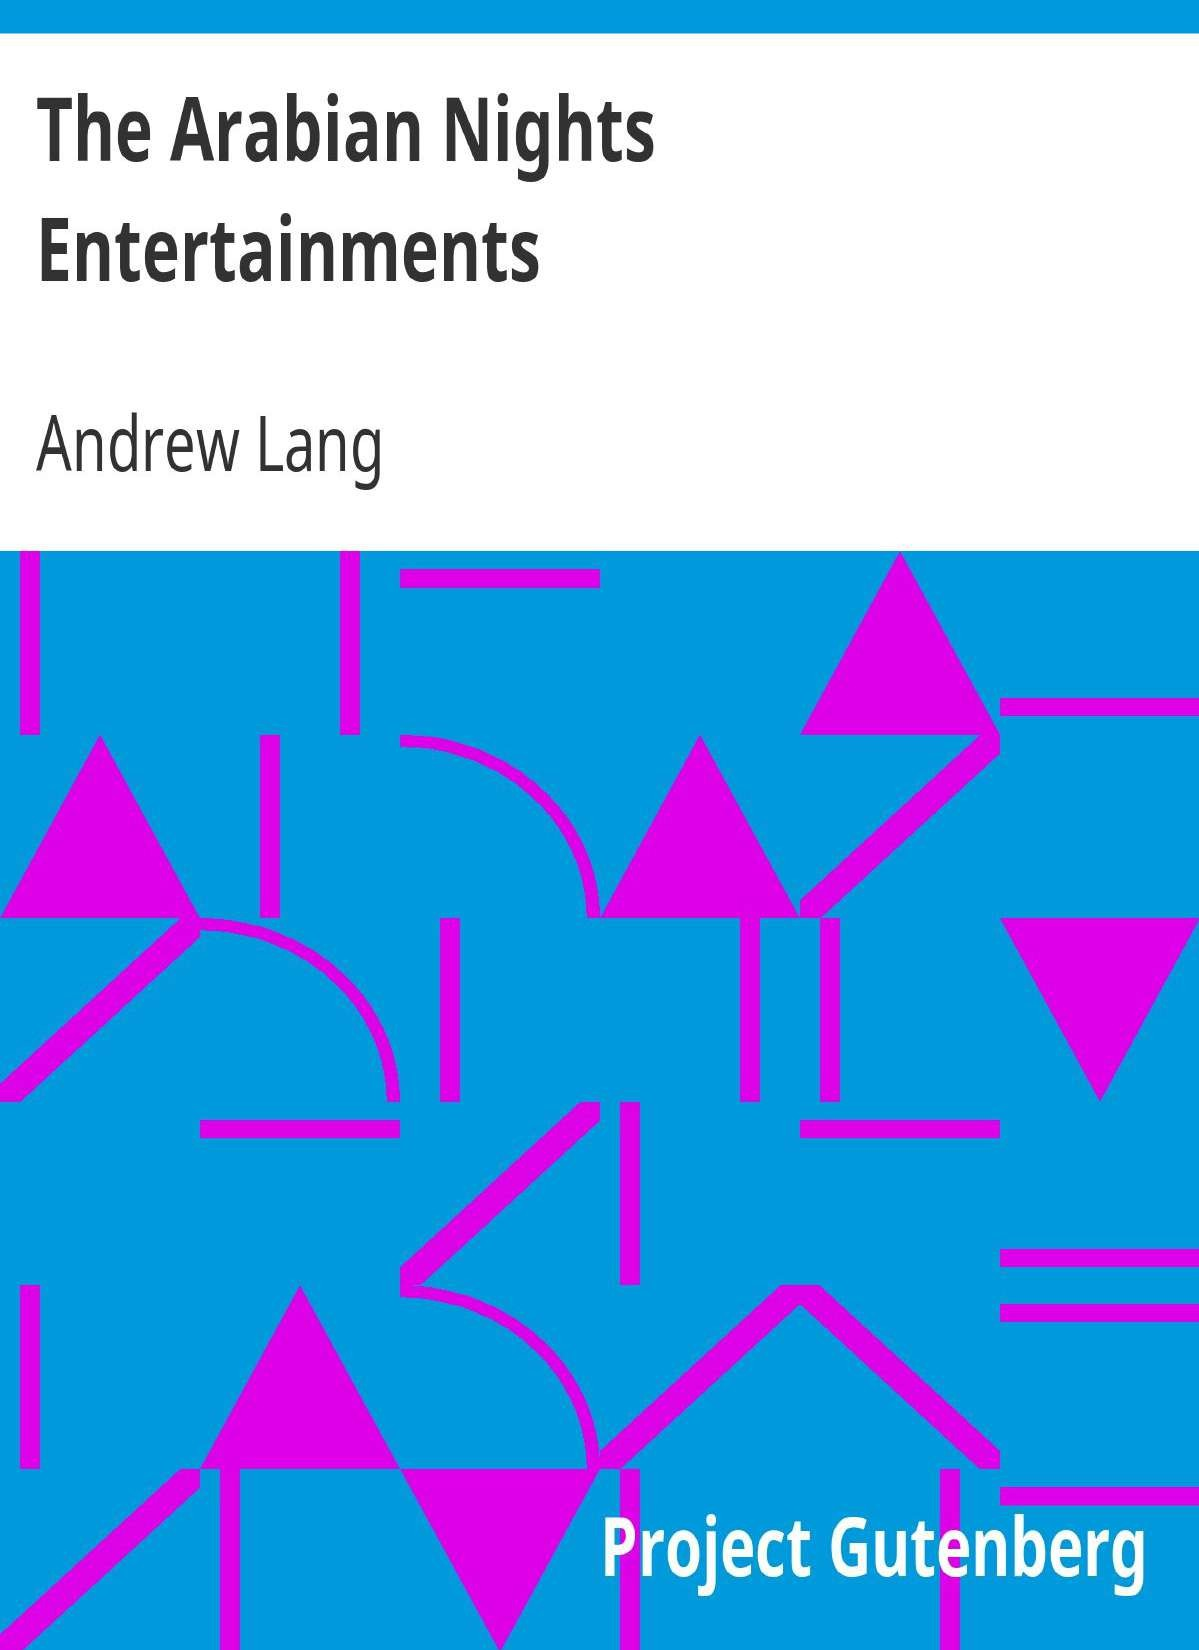 The Arabian Nights
Entertainments
Andrew Lang
Project Gutenberg